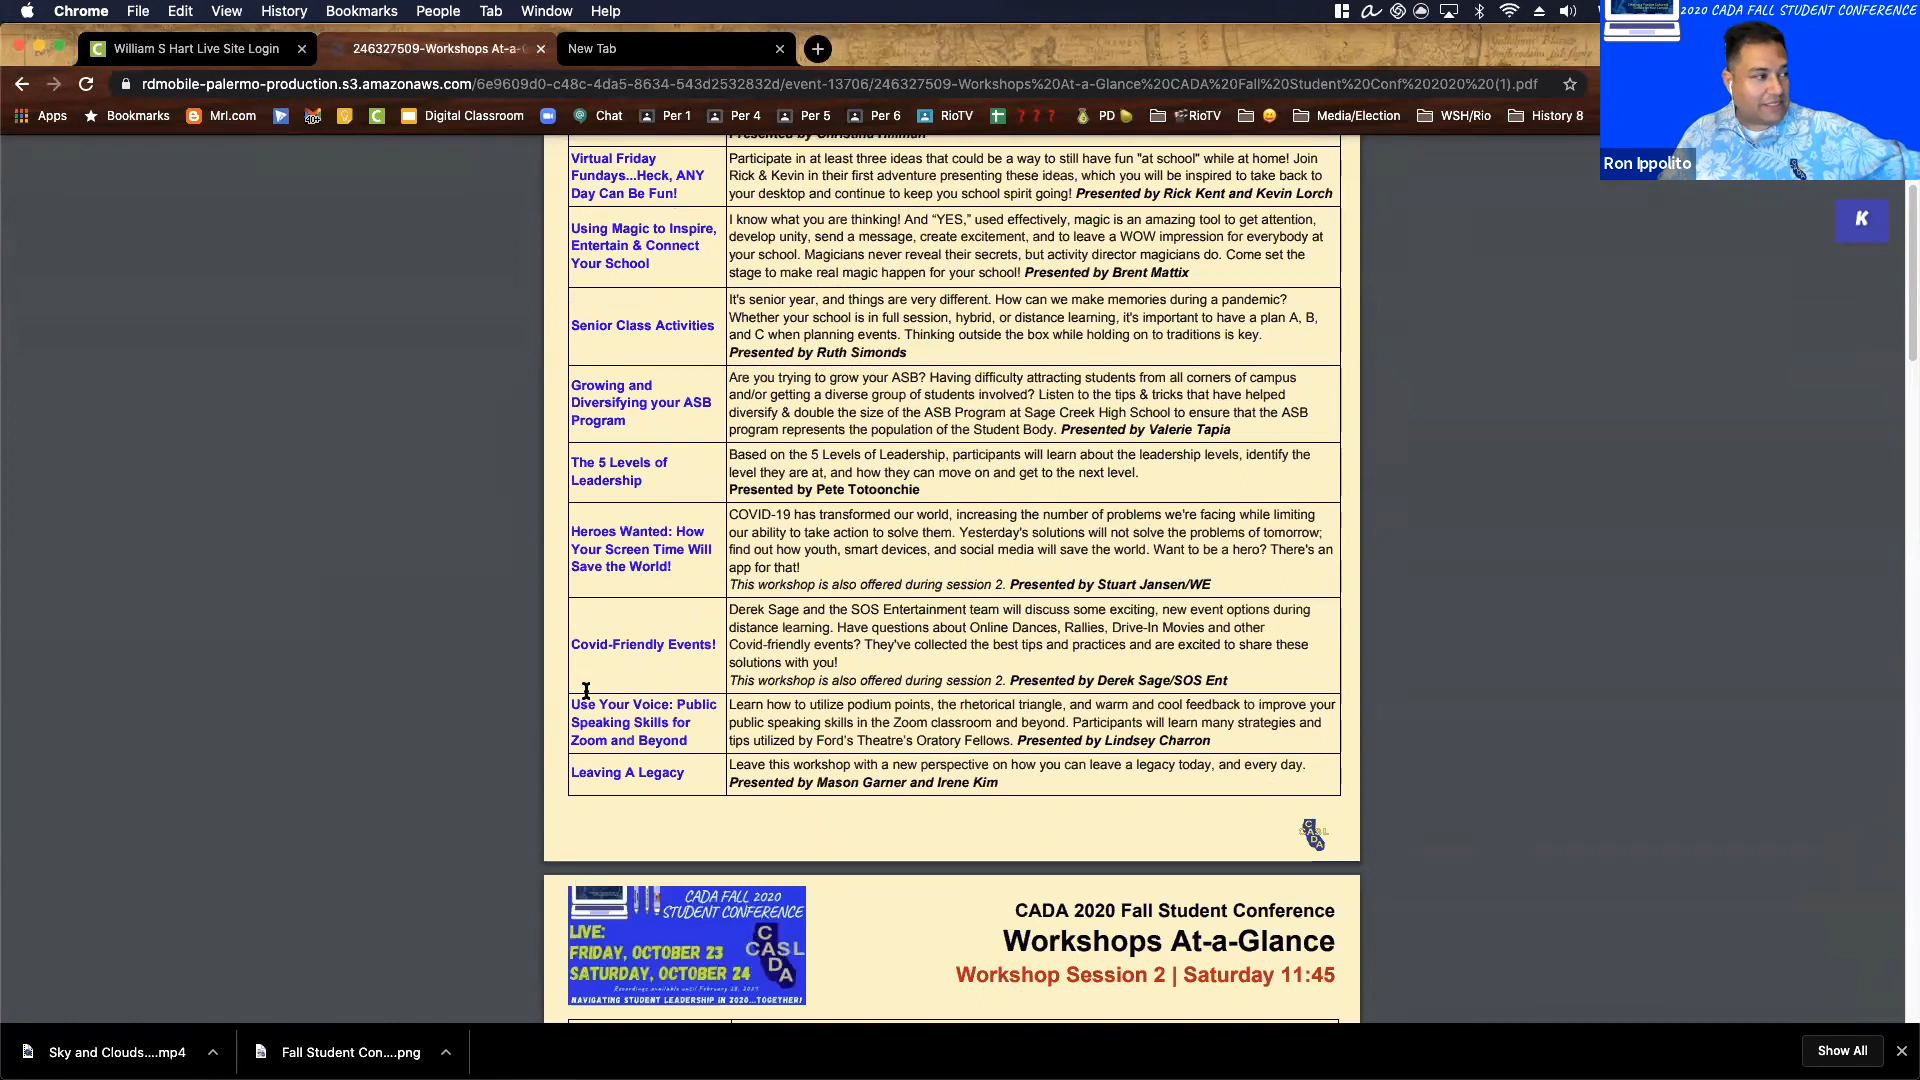 Chrome File Edit View History Bookmarks People Tab Window Help
2020 CADA FALL STUDENT CONFERENCE
William S Hart Live Site Login
246327509-Workshops At-a-
New Tab
rdmobile-palermo-production.s3.amazonaws.com/6e9609d0-c48c-4da5-8634-543d2532832d/event-13706/246327509-Workshops%20At-a-Glance%20CADA%20Fall%20Student%20Conf%202020%20(1).pdf
Apps Bookmarks Mrl.com 40+ Digital Classroom Chat Per 1 Per 4 Per 5 Per 6 RioTV ??? PD RioTV Media/Election WSH/Rio History 8
Ron Ippolito
K
Presented by Christina Hillman
Virtual Friday
Fundays...Heck, ANY
Day Can Be Fun!
Participate in at least three ideas that could be a way to still have fun "at school" while at home! Join
Rick & Kevin in their first adventure presenting these ideas, which you will be inspired to take back to
your desktop and continue to keep you school spirit going! Presented by Rick Kent and Kevin Lorch
Using Magic to Inspire,
Entertain & Connect
Your School
I know what you are thinking! And “YES,” used effectively, magic is an amazing tool to get attention,
develop unity, send a message, create excitement, and to leave a WOW impression for everybody at
your school. Magicians never reveal their secrets, but activity director magicians do. Come set the
stage to make real magic happen for your school! Presented by Brent Mattix
Senior Class Activities
It's senior year, and things are very different. How can we make memories during a pandemic?
Whether your school is in full session, hybrid, or distance learning, it's important to have a plan A, B,
and C when planning events. Thinking outside the box while holding on to traditions is key.
Presented by Ruth Simonds
Growing and
Diversifying your ASB
Program
Are you trying to grow your ASB? Having difficulty attracting students from all corners of campus
and/or getting a diverse group of students involved? Listen to the tips & tricks that have helped
diversify & double the size of the ASB Program at Sage Creek High School to ensure that the ASB
program represents the population of the Student Body. Presented by Valerie Tapia
The 5 Levels of
Leadership
Based on the 5 Levels of Leadership, participants will learn about the leadership levels, identify the
level they are at, and how they can move on and get to the next level.
Presented by Pete Totoonchie
Heroes Wanted: How
Your Screen Time Will
Save the World!
COVID-19 has transformed our world, increasing the number of problems we're facing while limiting
our ability to take action to solve them. Yesterday's solutions will not solve the problems of tomorrow;
find out how youth, smart devices, and social media will save the world. Want to be a hero? There's an
app for that!
This workshop is also offered during session 2. Presented by Stuart Jansen/WE
Covid-Friendly Events!
Derek Sage and the SOS Entertainment team will discuss some exciting, new event options during
distance learning. Have questions about Online Dances, Rallies, Drive-In Movies and other
Covid-friendly events? They've collected the best tips and practices and are excited to share these
solutions with you!
This workshop is also offered during session 2. Presented by Derek Sage/SOS Ent
Use Your Voice: Public
Speaking Skills for
Zoom and Beyond
Learn how to utilize podium points, the rhetorical triangle, and warm and cool feedback to improve your
public speaking skills in the Zoom classroom and beyond. Participants will learn many strategies and
tips utilized by Ford’s Theatre’s Oratory Fellows. Presented by Lindsey Charron
Leaving A Legacy
Leave this workshop with a new perspective on how you can leave a legacy today, and every day.
Presented by Mason Garner and Irene Kim
CASL
CADA
CADA FALL 2020
STUDENT CONFERENCE
LIVE:
FRIDAY, OCTOBER 23
SATURDAY, OCTOBER 24
CASL
CADA
Recordings available until February 28, 2021
NAVIGATING STUDENT LEADERSHIP IN 2020...TOGETHER!
CADA 2020 Fall Student Conference
Workshops At-a-Glance
Workshop Session 2 | Saturday 11:45
Sky and Clouds....mp4
Fall Student Con....png
Show All